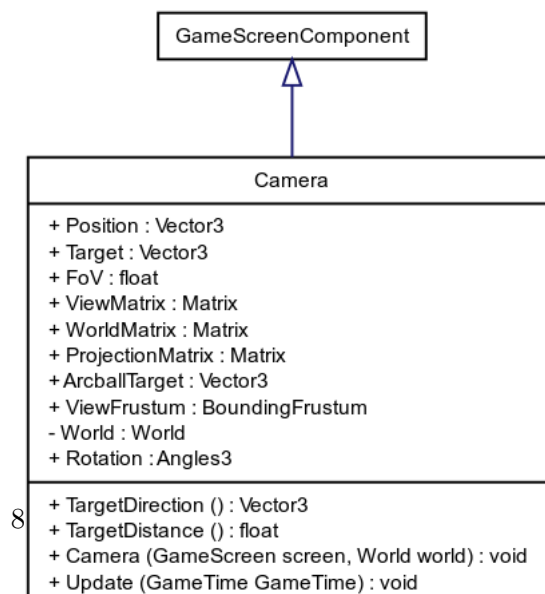 GameScreenComponent
Camera
+ Position : Vector3
+ Target : Vector3
+ FoV : float
+ ViewMatrix : Matrix
+ WorldMatrix : Matrix
+ ProjectionMatrix : Matrix
+ ArcballTarget : Vector3
+ ViewFrustum : BoundingFrustum
- World : World
+ Rotation : Angles3
8
+ TargetDirection () : Vector3
+ TargetDistance () : float
+ Camera (GameScreen screen, World world) : void
+ Update (GameTime GameTime) : void